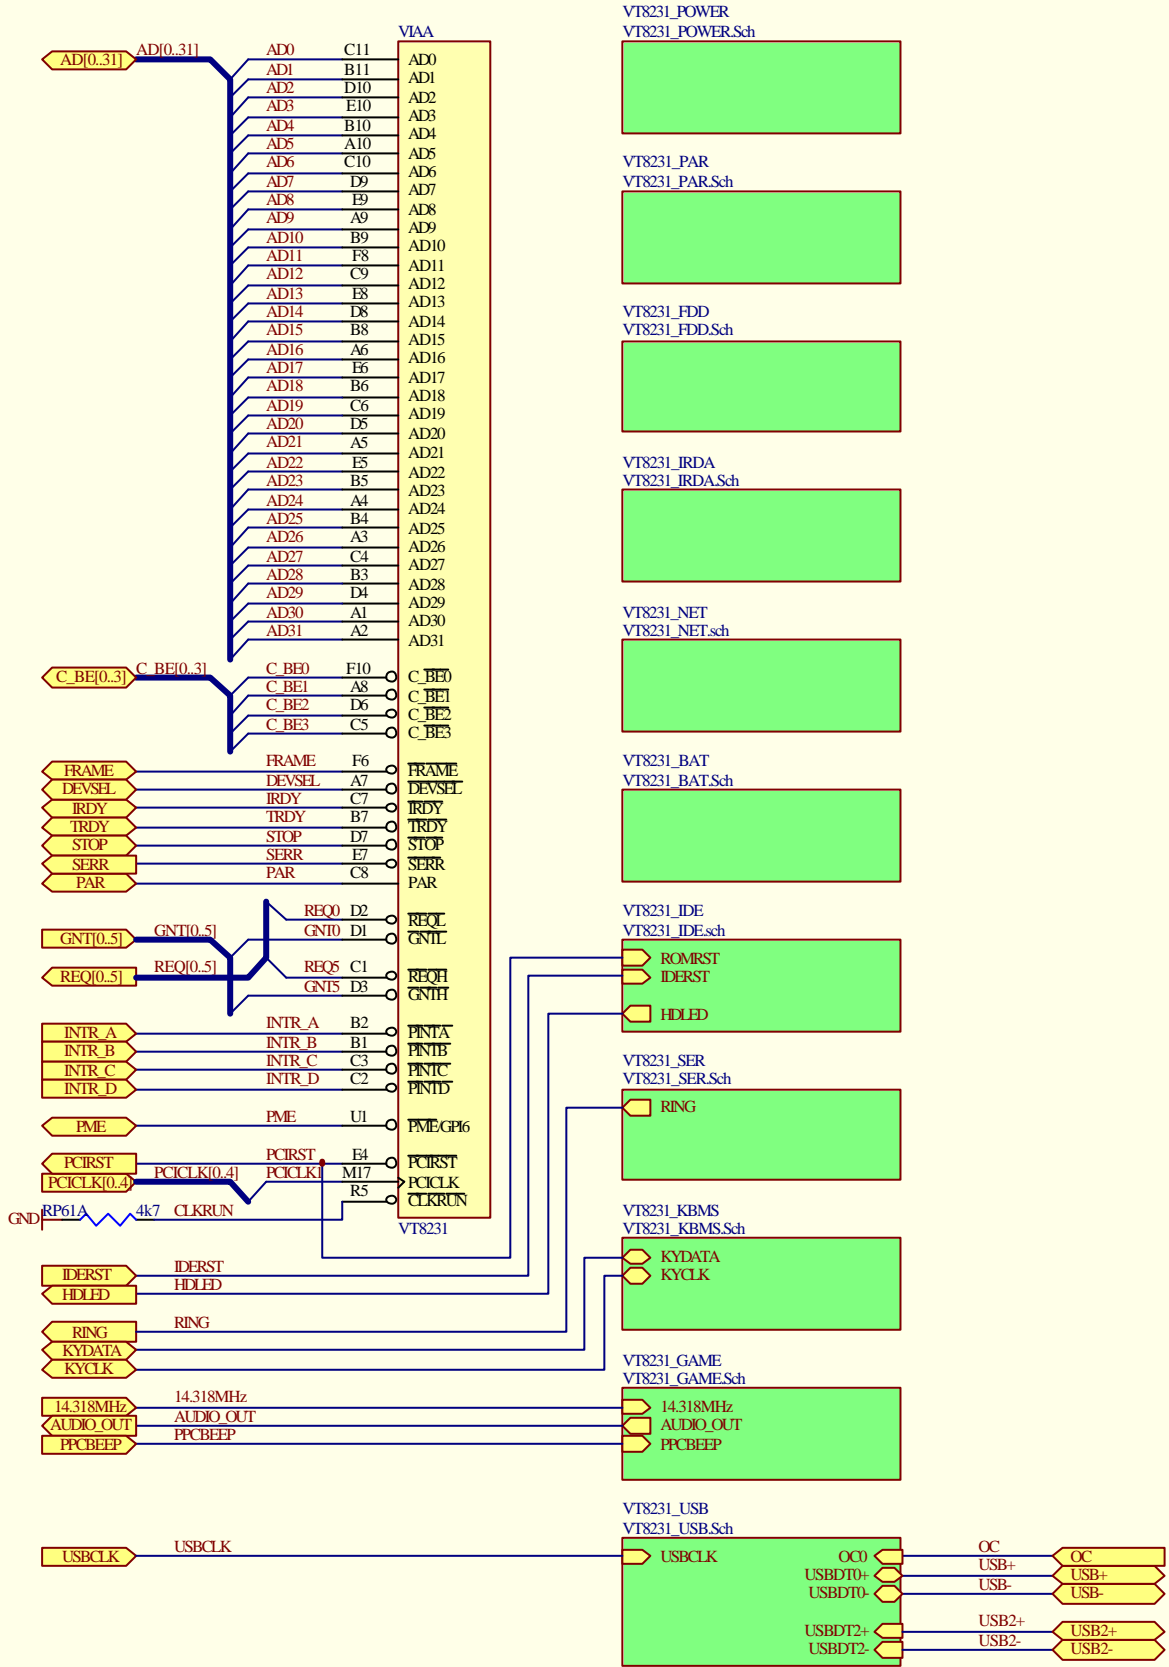 VIAA
AD[0..31] AD[0..31] AD0 C11 AD0
AD1 B11 AD1
AD2 D10 AD2
AD3 E10 AD3
AD4 B10 AD4
AD5 A10 AD5
AD6 C10 AD6
AD7 D9 AD7
AD8 E9 AD8
AD9 A9 AD9
AD10 B9 AD10
AD11 F8 AD11
AD12 C9 AD12
AD13 E8 AD13
AD14 D8 AD14
AD15 B8 AD15
AD16 A6 AD16
AD17 E6 AD17
AD18 B6 AD18
AD19 C6 AD19
AD20 D5 AD20
AD21 A5 AD21
AD22 E5 AD22
AD23 B5 AD23
AD24 A4 AD24
AD25 B4 AD25
AD26 A3 AD26
AD27 C4 AD27
AD28 B3 AD28
AD29 D4 AD29
AD30 A1 AD30
AD31 A2 AD31
C_BE[0..3] C_BE[0..3] C_BE0 F10 C_BE0
C_BE1 A8 C_BE1
C_BE2 D6 C_BE2
C_BE3 C5 C_BE3
FRAME FRAME F6 FRAME
DEVSEL DEVSEL A7 DEVSEL
IRDY IRDY C7 IRDY
TRDY TRDY B7 TRDY
STOP STOP D7 STOP
SERR SERR E7 SERR
PAR PAR C8 PAR
REQ0 D2 REQL
GNT[0..5] GNT[0..5] GNT0 D1 GNTL
REQ[0..5] REQ[0..5] REQ5 C1 REQH
GNT5 D3 GNTH
INTR_A INTR_A B2 PINTA
INTR_B INTR_B B1 PINTB
INTR_C INTR_C C3 PINTC
INTR_D INTR_D C2 PINTD
PME PME U1 PME/GPI6
PCIRST PCIRST E4 PCIRST
PCICLK[0..4] PCICLK[0..4] PCICLK1 M17 PCICLK
GND RP61A 4k7 CLKRUN R5 CLKRUN
VT8231
IDERST IDERST
HDLED HDLED
RING RING
KYDATA
KYCLK
14.318MHz 14.318MHz
AUDIO_OUT AUDIO_OUT
PPCBEEP PPCBEEP
USBCLK USBCLK
VT8231_POWER
VT8231_POWER.Sch
VT8231_PAR
VT8231_PAR.Sch
VT8231_FDD
VT8231_FDD.Sch
VT8231_IRDA
VT8231_IRDA.Sch
VT8231_NET
VT8231_NET.sch
VT8231_BAT
VT8231_BAT.Sch
VT8231_IDE
VT8231_IDE.sch
ROMRST
IDERST
HDLED
VT8231_SER
VT8231_SER.Sch
RING
VT8231_KBMS
VT8231_KBMS.Sch
KYDATA
KYCLK
VT8231_GAME
VT8231_GAME.Sch
14.318MHz
AUDIO_OUT
PPCBEEP
VT8231_USB
VT8231_USB.Sch
USBCLK OC0 OC OC
USBDT0+ USB+ USB+
USBDT0- USB- USB-
USBDT2+ USB2+ USB2+
USBDT2- USB2- USB2-